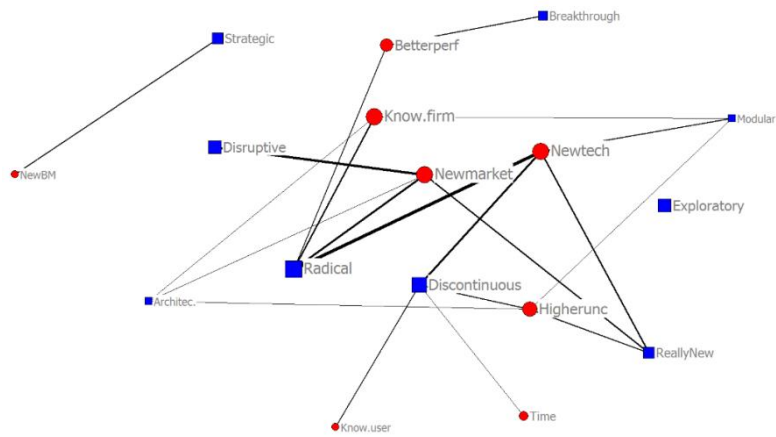 Breakthrough
Strategic
Betterperf
Know.firm
Modular
Disruptive
Newtech
Newmarket
NewBM
Exploratory
Radical
Discontinuous
Architec.
Higherunc
ReallyNew
Time
Know.user